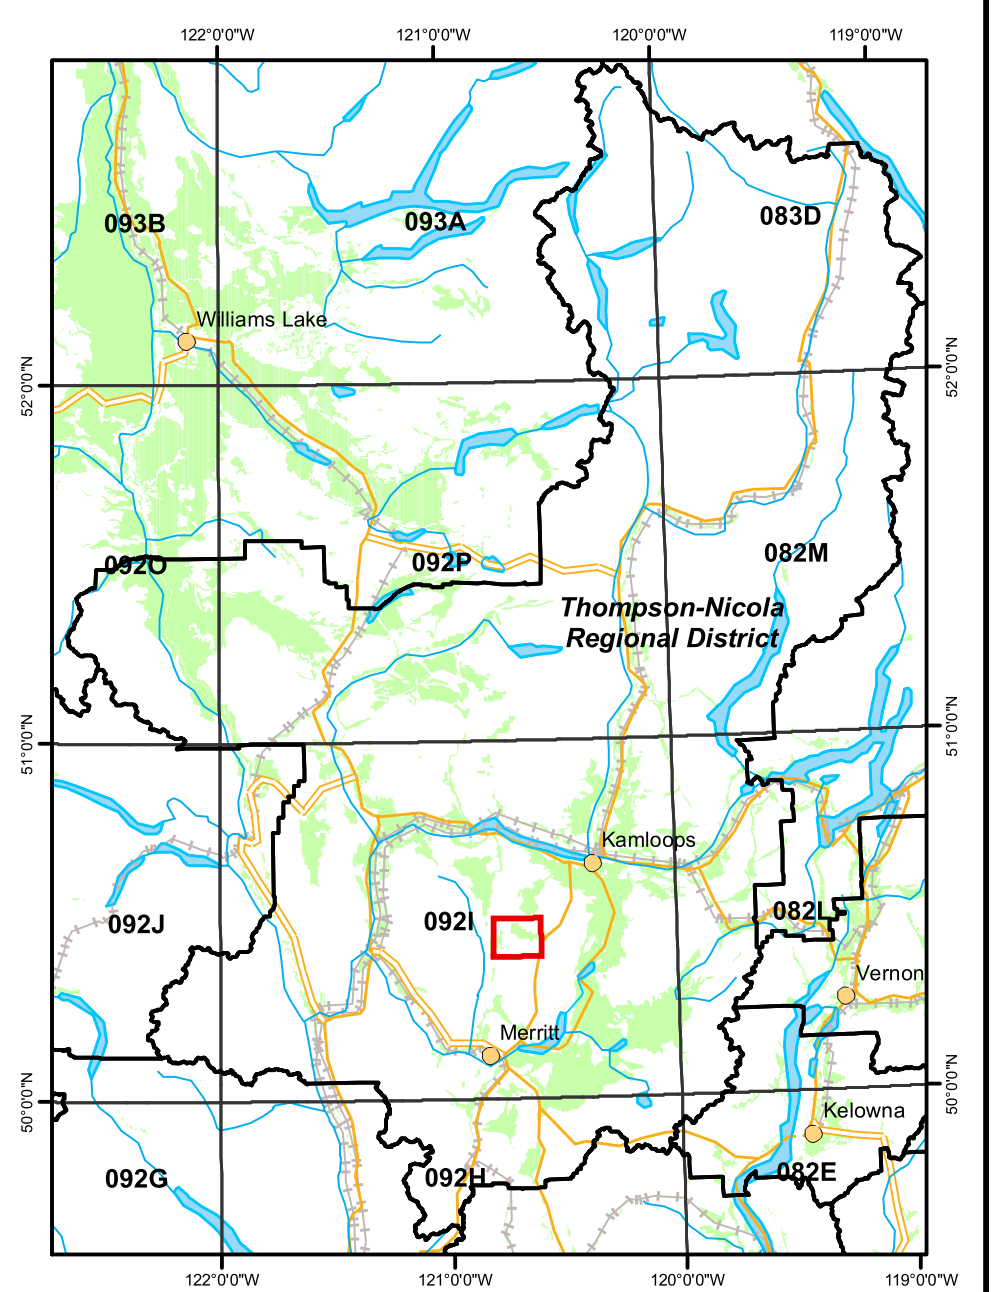 122°0'0"W
121°0'0"W
120°0'0"W
119°0'0"W
093B
093A
083D
Williams Lake
52°0'0"N
52°0'0"N
092O
092P
082M
Thompson-Nicola
Regional District
51°0'0"N
51°0'0"N
Kamloops
092J
092I
082L
Vernon
Merritt
50°0'0"N
50°0'0"N
Kelowna
092G
092H
082E
122°0'0"W
121°0'0"W
120°0'0"W
119°0'0"W